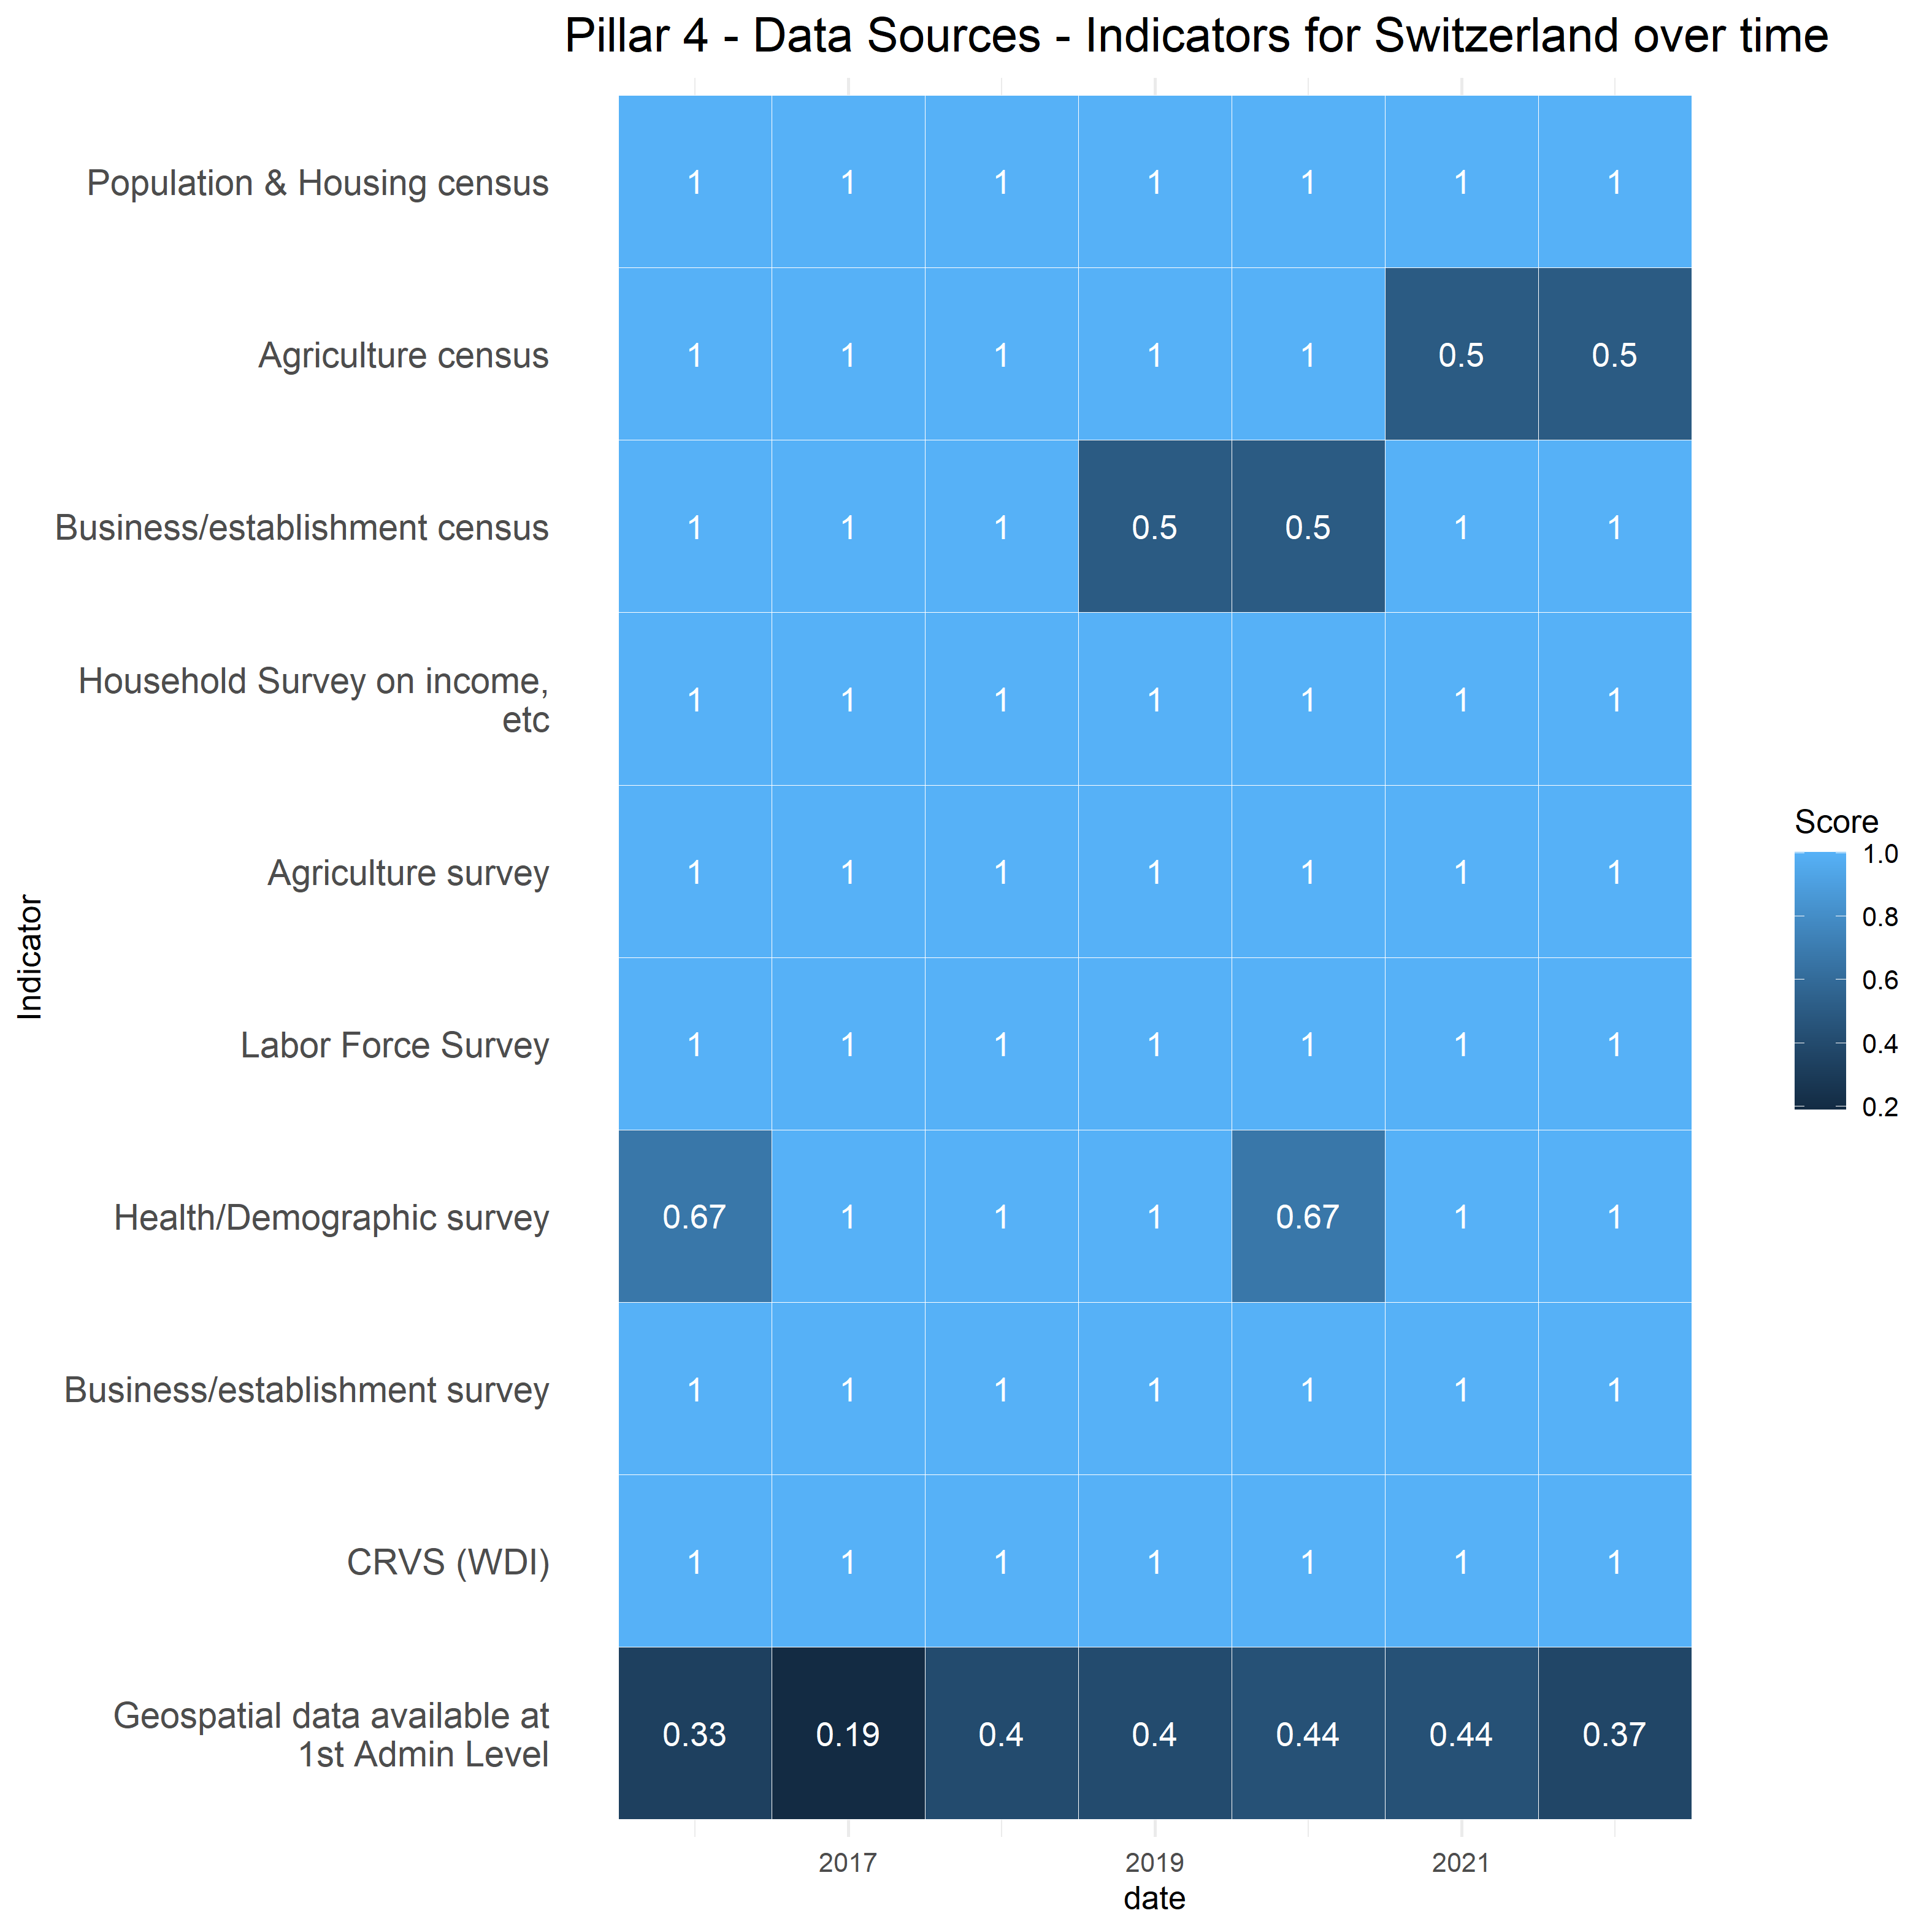 Pillar 4 - Data Sources - Indicators for Switzerland over time
Population & Housing census
1 1 1 1 1 1 1
Agriculture census
1 1 1 1 1 0.5 0.5
Business/establishment census
1 1 1 0.5 0.5 1 1
Household Survey on income,
etc
1 1 1 1 1 1 1
Agriculture survey
1 1 1 1 1 1 1
Labor Force Survey
1 1 1 1 1 1 1
Health/Demographic survey
0.67 1 1 1 0.67 1 1
Business/establishment survey
1 1 1 1 1 1 1
CRVS (WDI)
1 1 1 1 1 1 1
Geospatial data available at
1st Admin Level
0.33 0.19 0.4 0.4 0.44 0.44 0.37
2017 2019 2021
date
Indicator
Score
1.0
0.8
0.6
0.4
0.2